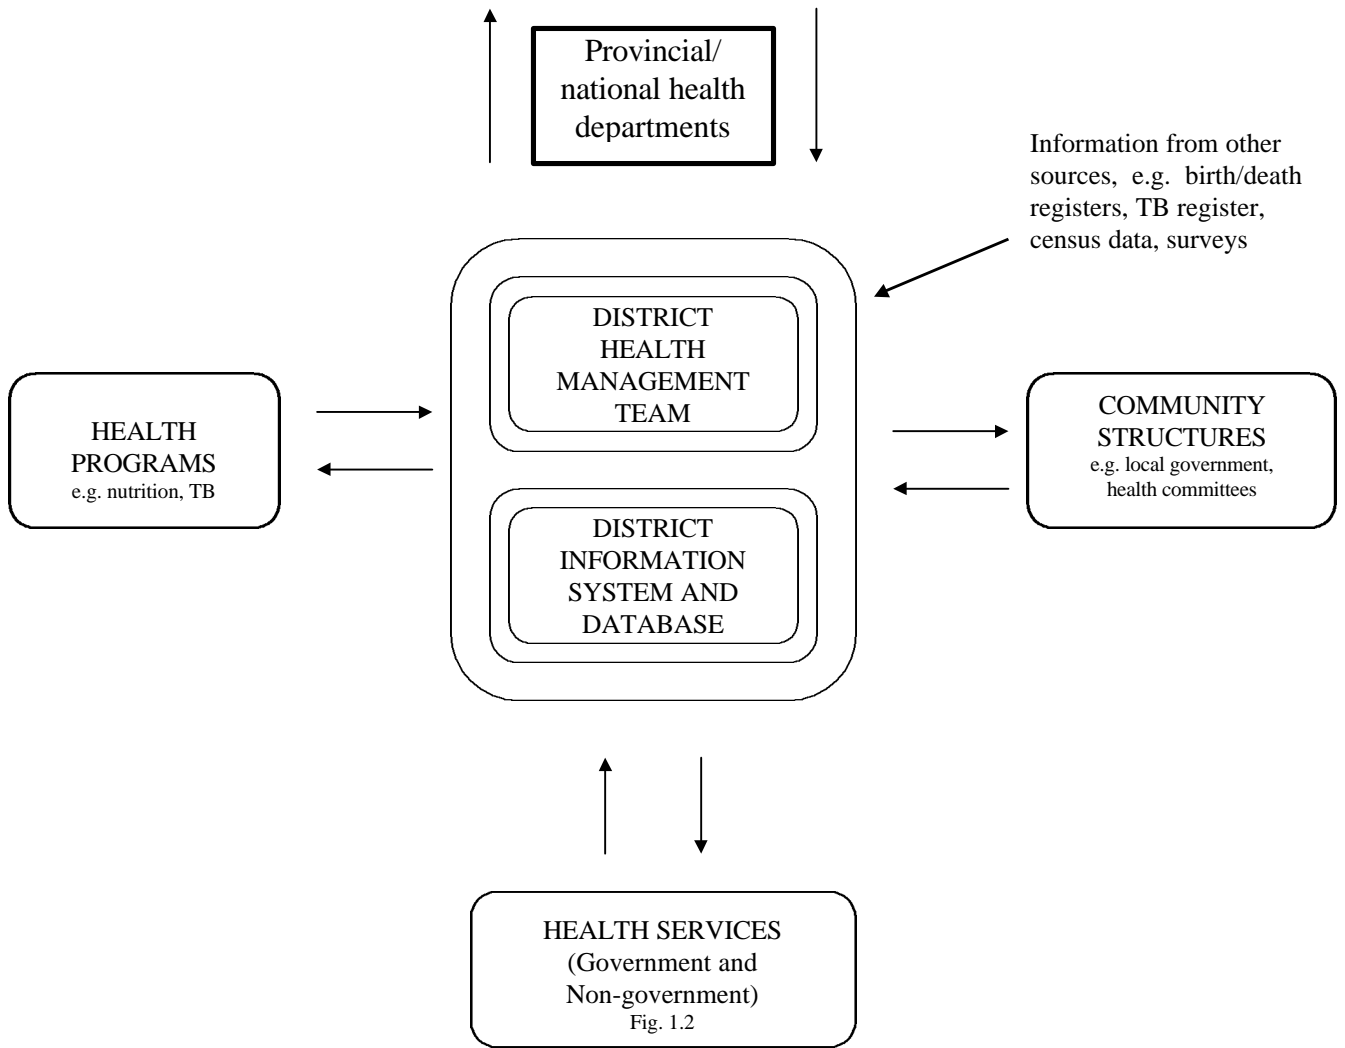 Provincial/
national health
departments
Information from other
sources, e.g. birth/death
registers, TB register,
census data, surveys
DISTRICT
HEALTH
MANAGEMENT
TEAM
HEALTH
PROGRAMS
e.g. nutrition, TB
COMMUNITY
STRUCTURES
e.g. local government,
health committees
DISTRICT
INFORMATION
SYSTEM AND
DATABASE
HEALTH SERVICES
(Government and
Non-government)
Fig. 1.2